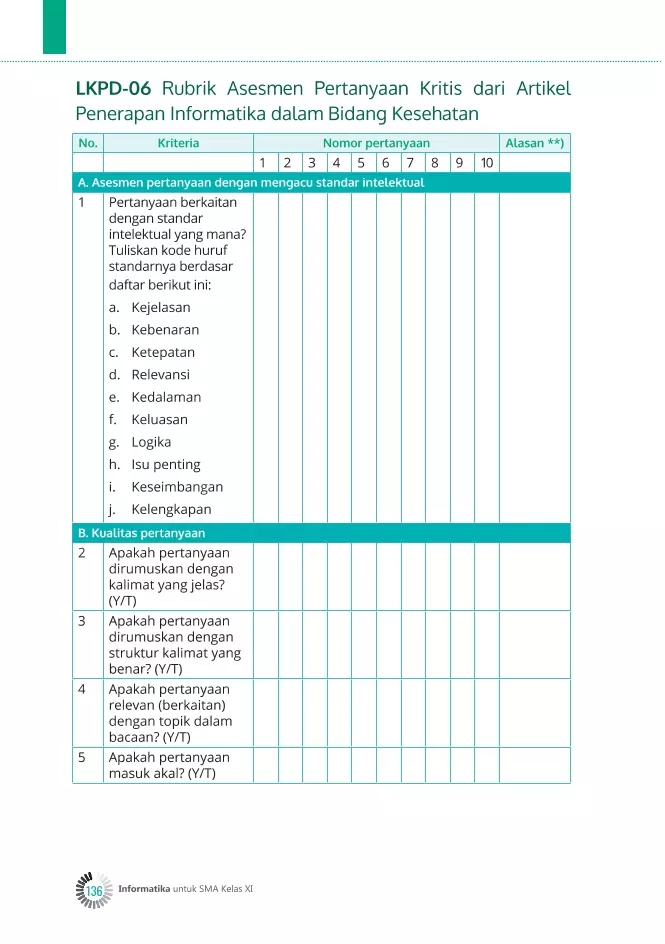 LKPD-06 Rubrik Asesmen Pertanyaan Kritis dari Artikel
Penerapan Informatika dalam Bidang Kesehatan
No. Kriteria Nomor pertanyaan Alasan **)
1 2 3 4 5 6 7 8 9 10
A. Asesmen pertanyaan dengan mengacu standar intelektual
1 Pertanyaan berkaitan
dengan standar
intelektual yang mana?
Tuliskan kode huruf
standarnya berdasar
daftar berikut ini:
a. Kejelasan
b. Kebenaran
c. Ketepatan
d. Relevansi
e. Kedalaman
f. Keluasan
g. Logika
h. Isu penting
i. Keseimbangan
j. Kelengkapan
B. Kualitas pertanyaan
2 Apakah pertanyaan
dirumuskan dengan
kalimat yang jelas?
(Y/T)
3 Apakah pertanyaan
dirumuskan dengan
struktur kalimat yang
benar? (Y/T)
4 Apakah pertanyaan
relevan (berkaitan)
dengan topik dalam
bacaan? (Y/T)
5 Apakah pertanyaan
masuk akal? (Y/T)
136 Informatika untuk SMA Kelas XI